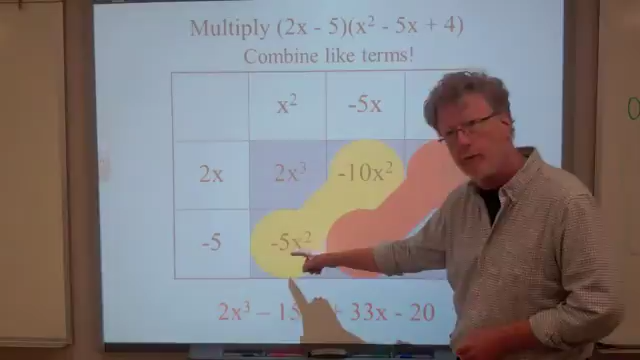 Multiply (2x - 5)(x² - 5x + 4)
Combine like terms!
x² -5x
2x 2x³ -10x²
-5 -5x²
2x³ – 15 + 33x - 20